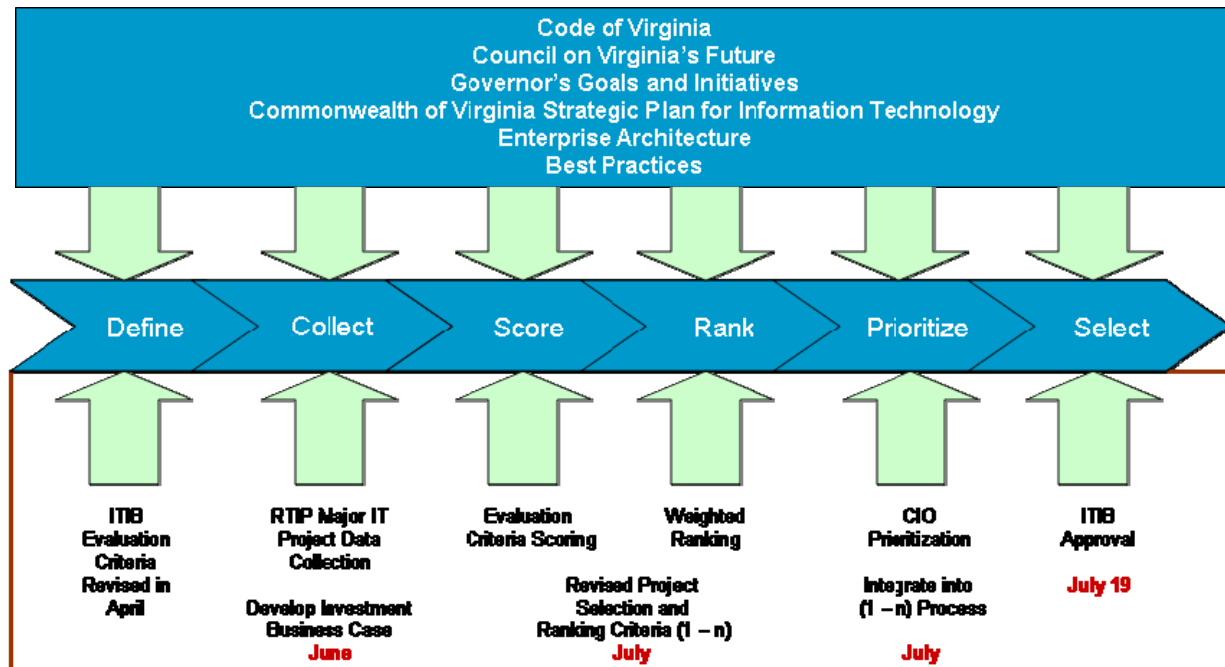 Code of Virginia
Council on Virginia's Future
Governor's Goals and Initiatives
Commonwealth of Virginia Strategic Plan for Information Technology
Enterprise Architecture
Best Practices
Define
Collect
Score
Rank
Prioritize
Select
ITIB
Evaluation
Criteria
Revised in
April
RTIP Major IT
Project Data
Collection
Develop Investment
Business Case
June
Evaluation
Criteria Scoring
Weighted
Ranking
Revised Project
Selection and
Ranking Criteria (1 – n)
July
CIO
Prioritization
Integrate into
(1 – n) Process
July
ITIB
Approval
July 19